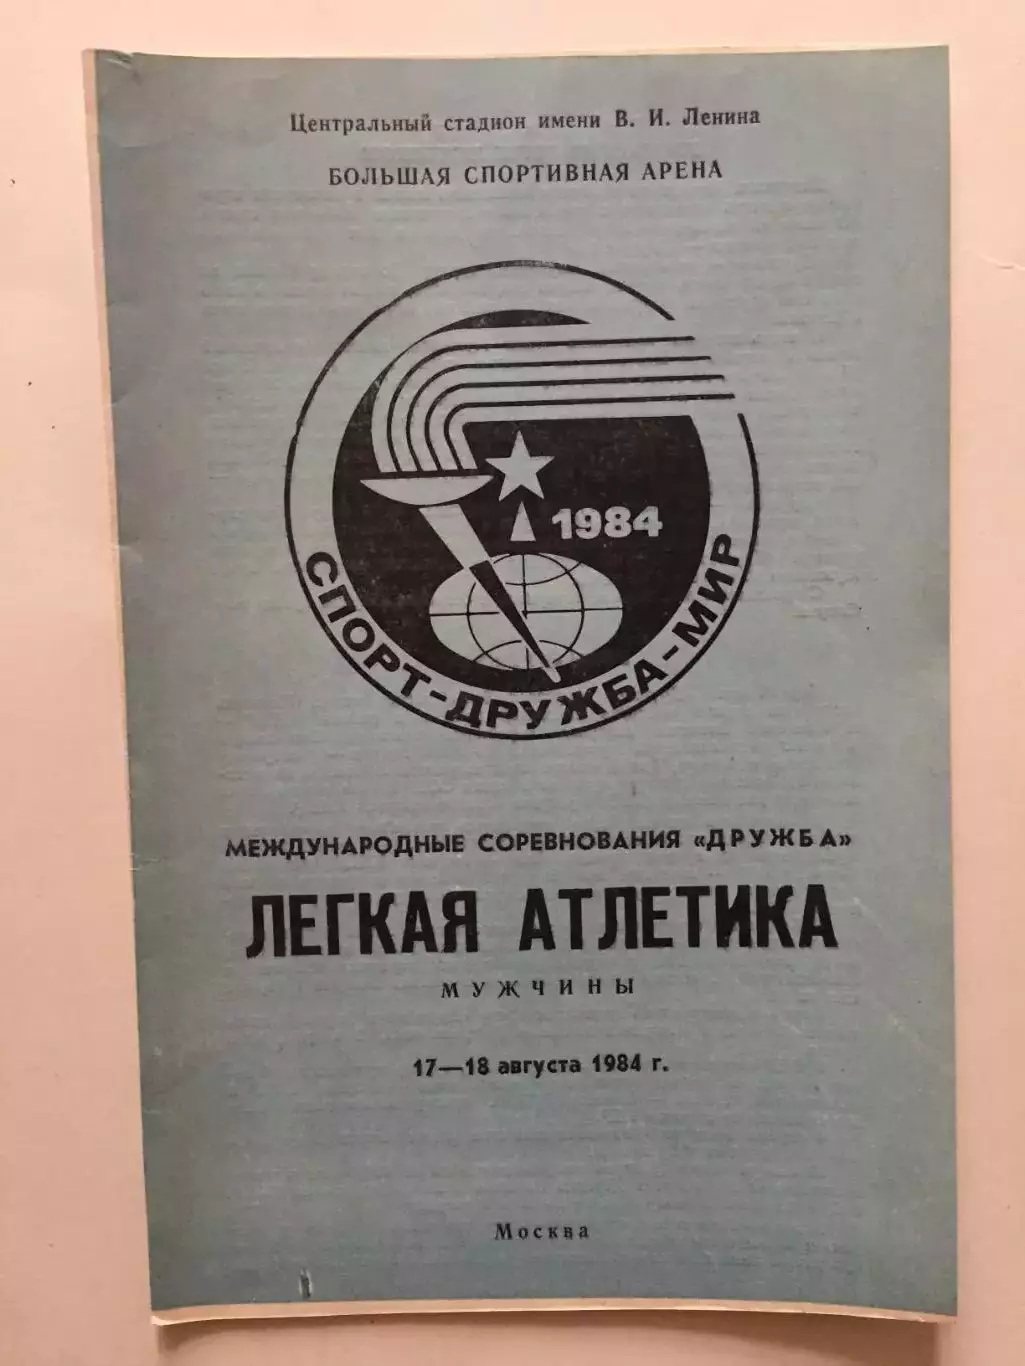 Центральный стадион имени В. И. Ленина
БОЛЬШАЯ СПОРТИВНАЯ АРЕНА
1984
СПОРТ-ДРУЖБА-МИР
МЕЖДУНАРОДНЫЕ СОРЕВНОВАНИЯ «ДРУЖБА»
ЛЕГКАЯ АТЛЕТИКА
МУЖЧИНЫ
17—18 августа 1984 г.
Москва